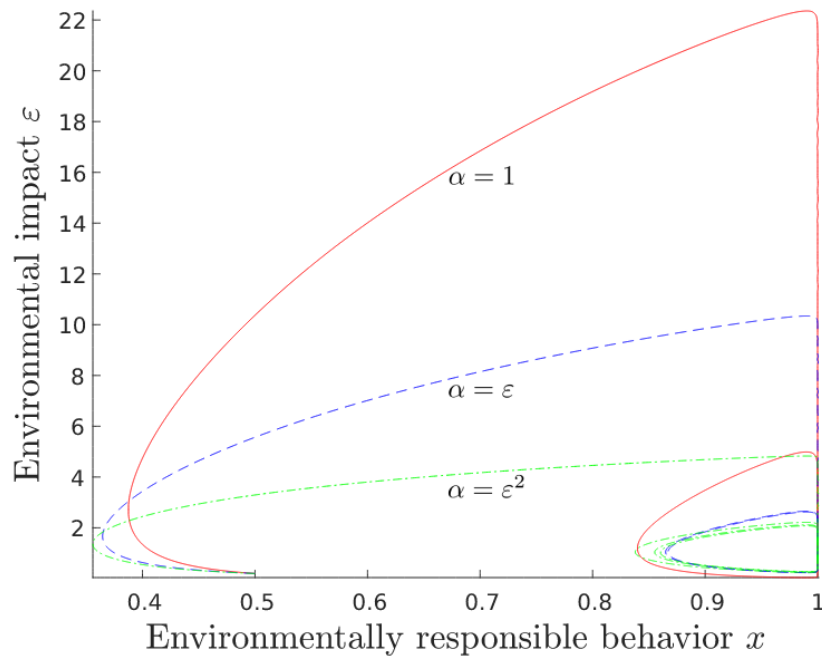 22
20
18
16
14
12
10
8
6
4
2
Environmental impact ε
α = 1
α = ε
α = ε²
0.4 0.5 0.6 0.7 0.8 0.9 1
Environmentally responsible behavior x